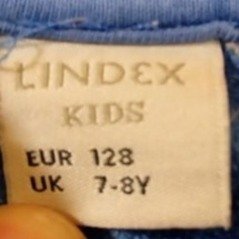 LINDEX
KIDS
EUR 128
UK 7-8Y